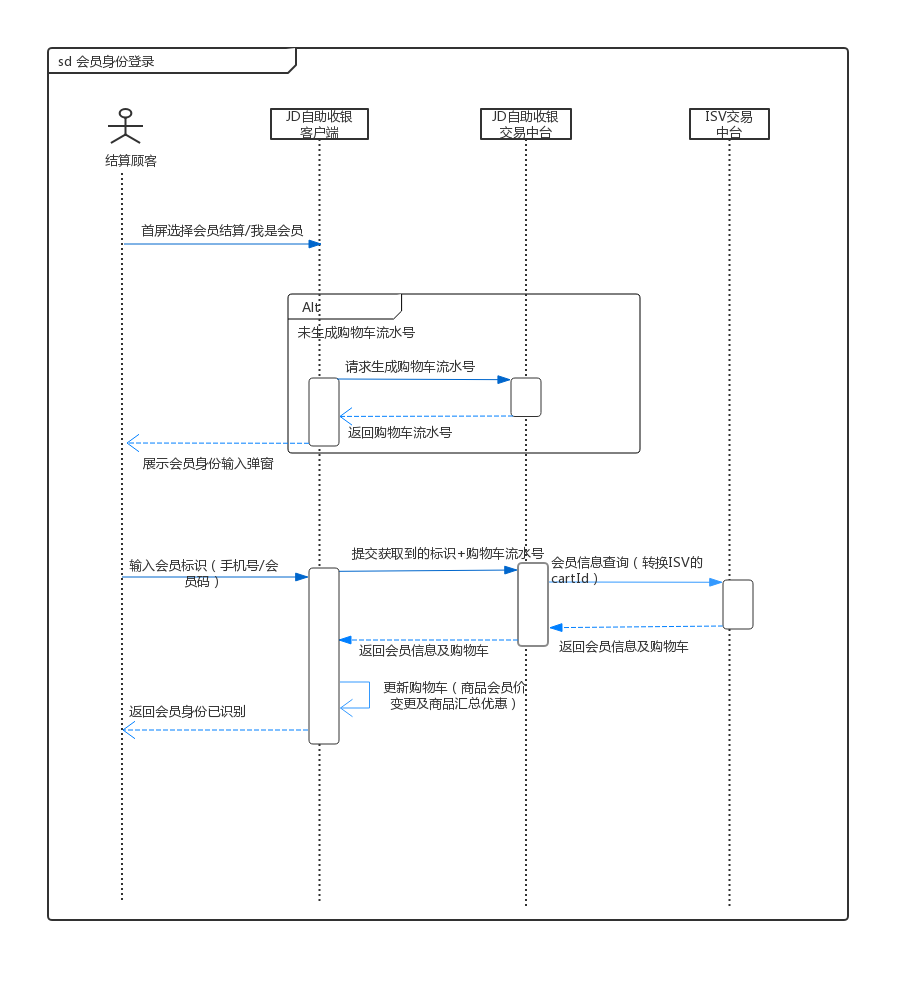 sd 会员身份登录
JD自助收银
客户端
JD自助收银
交易中台
ISV交易
中台
结算顾客
首屏选择会员结算/我是会员
Alt
未生成购物车流水号
请求生成购物车流水号
返回购物车流水号
展示会员身份输入弹窗
提交获取到的标识+购物车流水号
输入会员标识（手机号/会
员码）
会员信息查询（转换ISV的
cartId）
返回会员信息及购物车
返回会员信息及购物车
更新购物车（商品会员价
变更及商品汇总优惠）
返回会员身份已识别